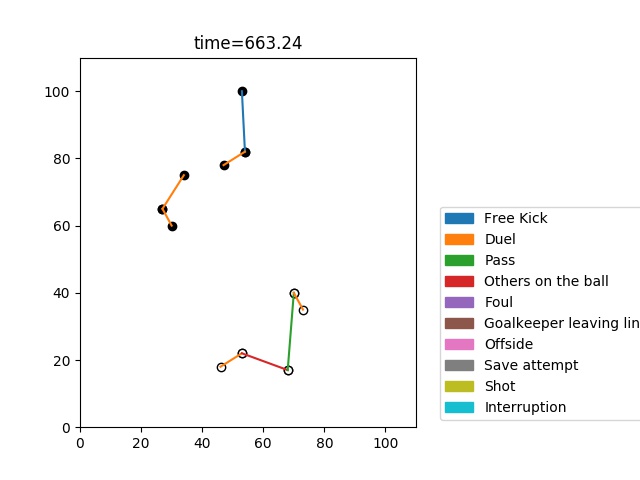 time=663.24
100
80
60
40
20
0
0 20 40 60 80 100
Free Kick
Duel
Pass
Others on the ball
Foul
Goalkeeper leaving lin
Offside
Save attempt
Shot
Interruption